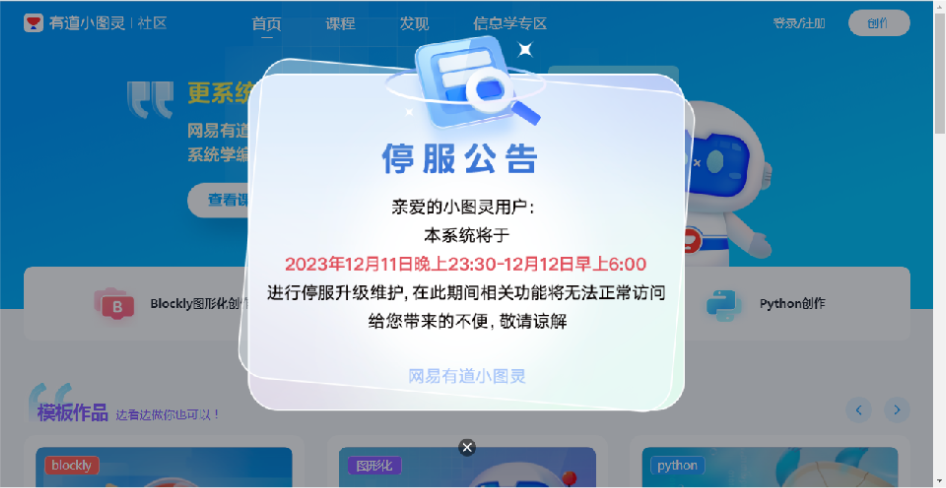 有道小图灵 | 社区
首页
课程
发现
信息学专区
登录/注册
创作
更系统
网易有道
系统学编
查看课
停服公告
亲爱的小图灵用户:
本系统将于
2023年12月11日晚上23:30-12月12日早上6:00
进行停服升级维护, 在此期间相关功能将无法正常访问
给您带来的不便, 敬请谅解
网易有道小图灵
B
Blockly图形化创作
Python创作
模板作品
边看边做你也可以！
blockly
图形化
python